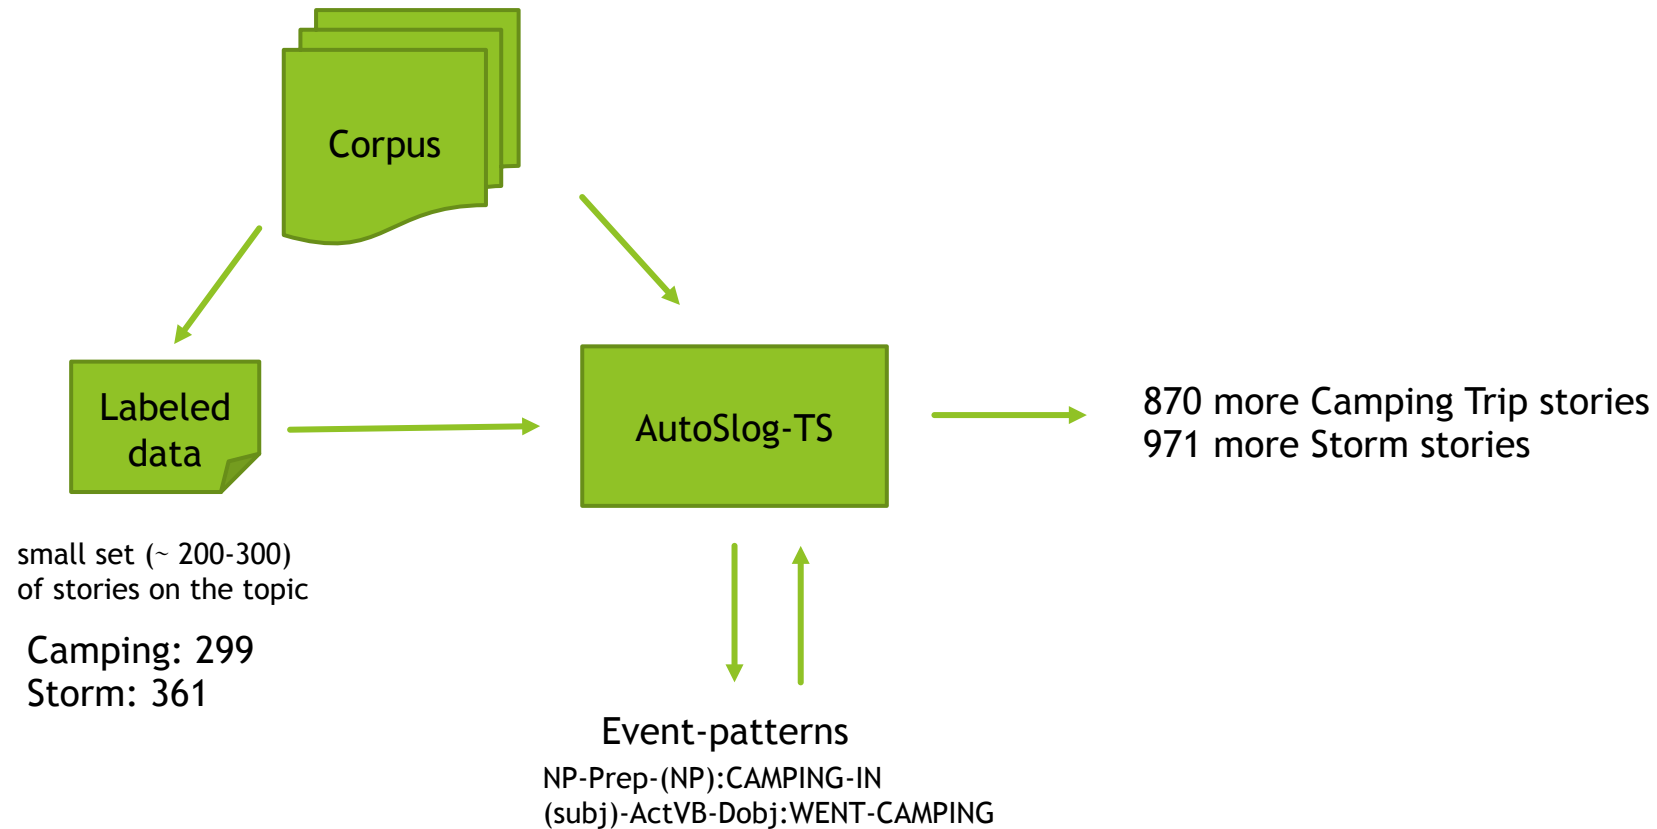 Corpus
Labeled
data
AutoSlog-TS
870 more Camping Trip stories
971 more Storm stories
small set (~ 200-300)
of stories on the topic
Camping: 299
Storm: 361
Event-patterns
NP-Prep-(NP):CAMPING-IN
(subj)-ActVB-Dobj:WENT-CAMPING